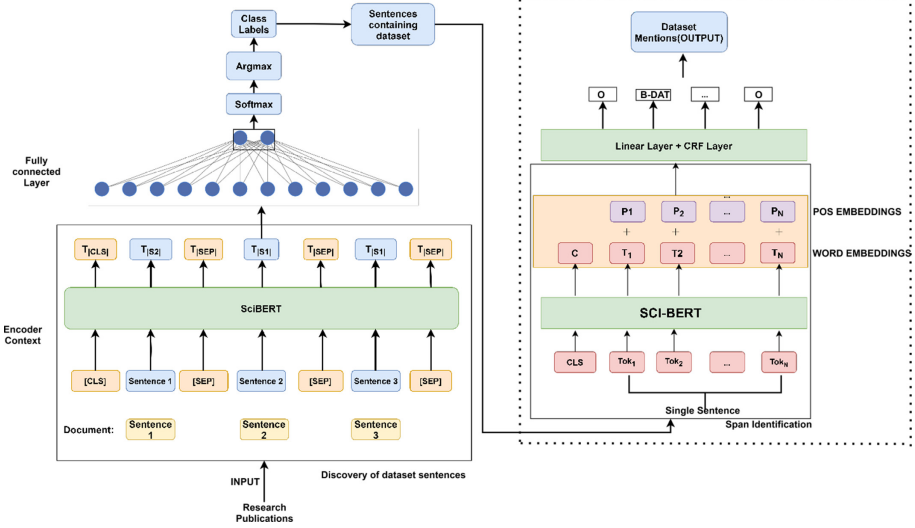 Class
Labels
Sentences
containing
dataset
Argmax
Softmax
Fully
connected
Layer
T|CLS|
T|S2|
T|SEP|
T|S1|
T|SEP|
T|S1|
T|SEP|
SciBERT
Encoder
Context
[CLS]
Sentence 1
[SEP]
Sentence 2
[SEP]
Sentence 3
[SEP]
Document:
Sentence
1
Sentence
2
Sentence
3
INPUT
Discovery of dataset sentences
Research
Publications
Dataset
Mentions(OUTPUT)
O
B-DAT
...
O
Linear Layer + CRF Layer
...
P1
P2
...
PN
POS EMBEDDINGS
+ + +
C
T1
T2
...
TN
WORD EMBEDDINGS
SCI-BERT
CLS
Tok1
Tok2
...
TokN
Single Sentence
Span Identification